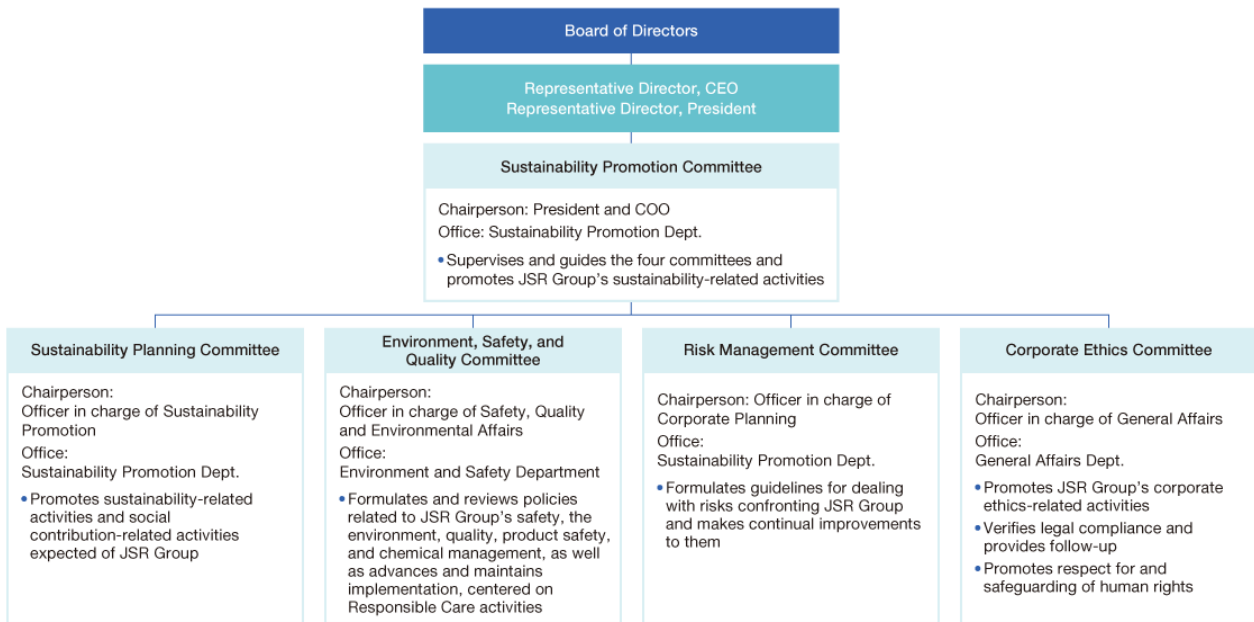 Board of Directors
Representative Director, CEO
Representative Director, President
Sustainability Promotion Committee
Chairperson: President and COO
Office: Sustainability Promotion Dept.
• Supervises and guides the four committees and
promotes JSR Group's sustainability-related activities
Sustainability Planning Committee
Chairperson:
Officer in charge of Sustainability
Promotion
Office:
Sustainability Promotion Dept.
• Promotes sustainability-related
activities and social
contribution-related activities
expected of JSR Group
Environment, Safety, and
Quality Committee
Chairperson:
Officer in charge of Safety, Quality
and Environmental Affairs
Office:
Environment and Safety Department
• Formulates and reviews policies
related to JSR Group's safety, the
environment, quality, product safety,
and chemical management, as well
as advances and maintains
implementation, centered on
Responsible Care activities
Risk Management Committee
Chairperson: Officer in charge of
Corporate Planning
Office:
Sustainability Promotion Dept.
• Formulates guidelines for dealing
with risks confronting JSR Group
and makes continual improvements
to them
Corporate Ethics Committee
Chairperson:
Officer in charge of General Affairs
Office:
General Affairs Dept.
• Promotes JSR Group's corporate
ethics-related activities
• Verifies legal compliance and
provides follow-up
• Promotes respect for and
safeguarding of human rights